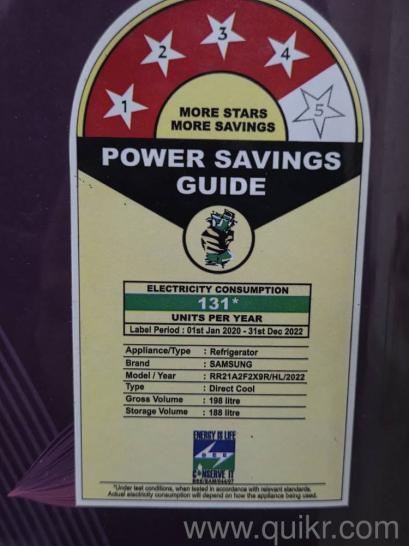 1 2 3 4 5
MORE STARS
MORE SAVINGS
POWER SAVINGS
GUIDE
ELECTRICITY CONSUMPTION
131*
UNITS PER YEAR
Label Period : 01st Jan 2020 - 31st Dec 2022
Appliance/Type : Refrigerator
Brand : SAMSUNG
Model / Year : RR21A2F2X9R/HL/2022
Type : Direct Cool
Gross Volume : 198 litre
Storage Volume : 188 litre
ENERGY IS LIFE
CONSERVE IT
*Under test conditions, when tested in accordance with relevant standards.
Actual electricity consumption will depend on how the appliance being used.
www.quikr.com